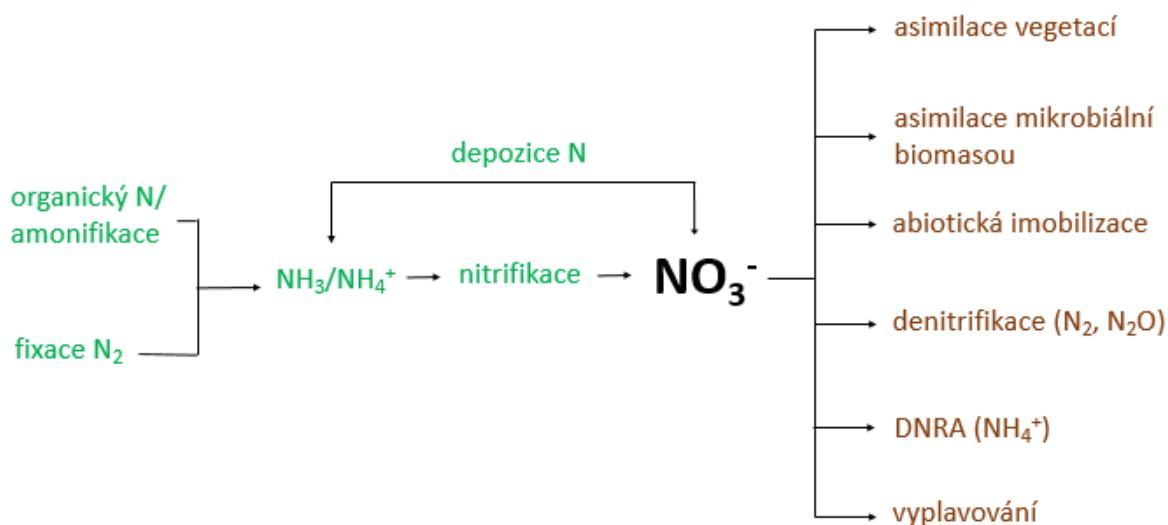 asimilace vegetací
asimilace mikrobiální
biomasou
depozice N
organický N/
amonifikace
abiotická imobilizace
NH₃/NH₄⁺
nitrifikace
NO₃⁻
denitrifikace (N₂, N₂O)
fixace N₂
DNRA (NH₄⁺)
vyplavování